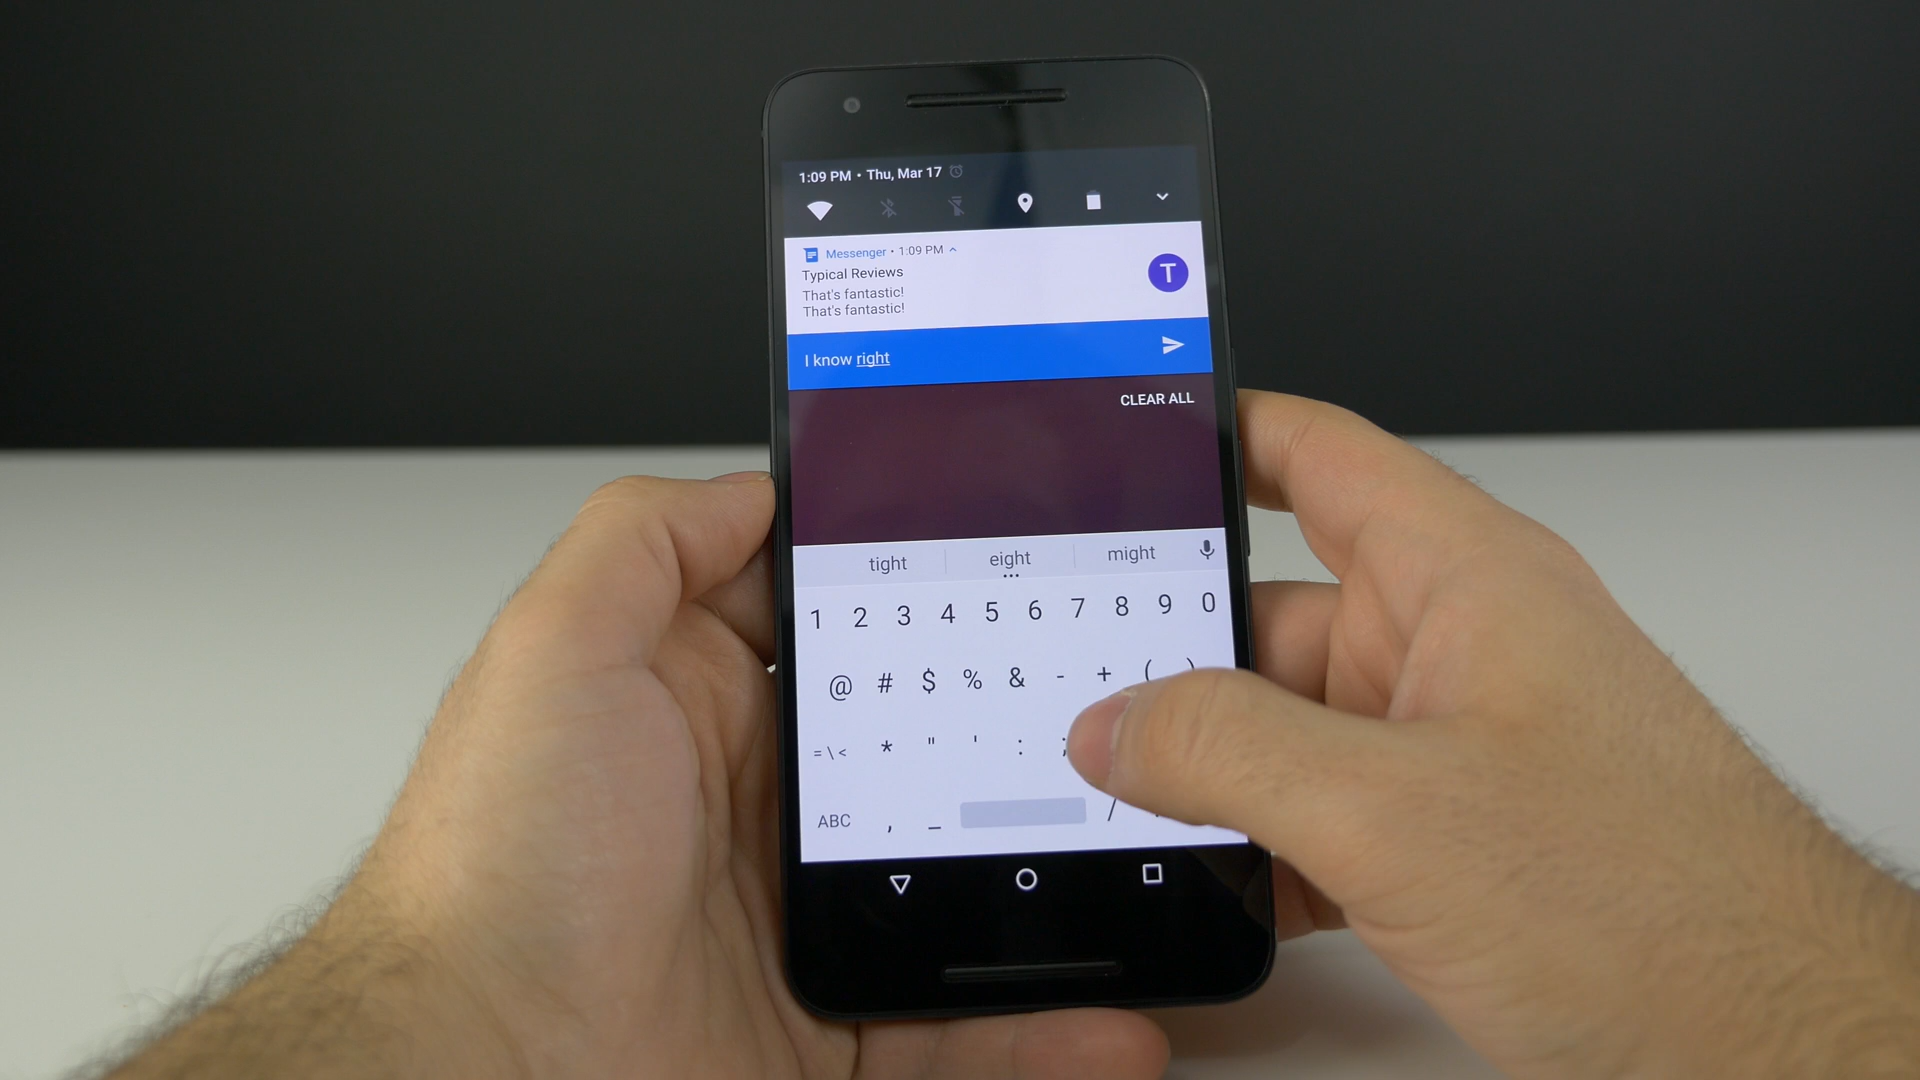 1:09 PM • Thu, Mar 17
Messenger • 1:09 PM
Typical Reviews
T
That's fantastic!
That's fantastic!
I know right
CLEAR ALL
tight eight might
1 2 3 4 5 6 7 8 9 0
@ # $ % & - + ( )
= \ < * " ' : ;
ABC , _ /